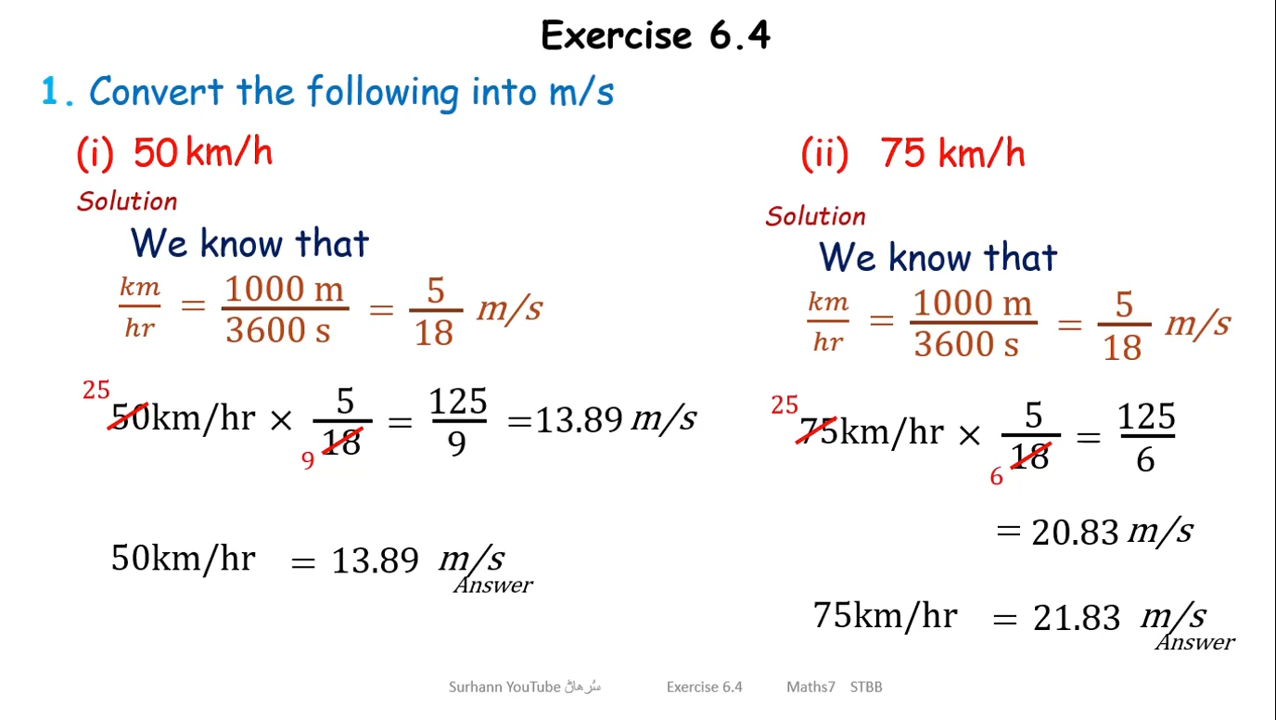 Exercise 6.4
1. Convert the following into m/s
(i) 50 km/h
Solution
We know that
km/hr = 1000 m/3600 s = 5/18 m/s
25
50km/hr × 5/18 = 125/9 =13.89 m/s
9
50km/hr = 13.89 m/s
Answer
(ii) 75 km/h
Solution
We know that
km/hr = 1000 m/3600 s = 5/18 m/s
25
75km/hr × 5/18 = 125/6
6
= 20.83 m/s
75km/hr = 21.83 m/s
Answer
Surhann YouTube سُرهاڻ Exercise 6.4 Maths7 STBB